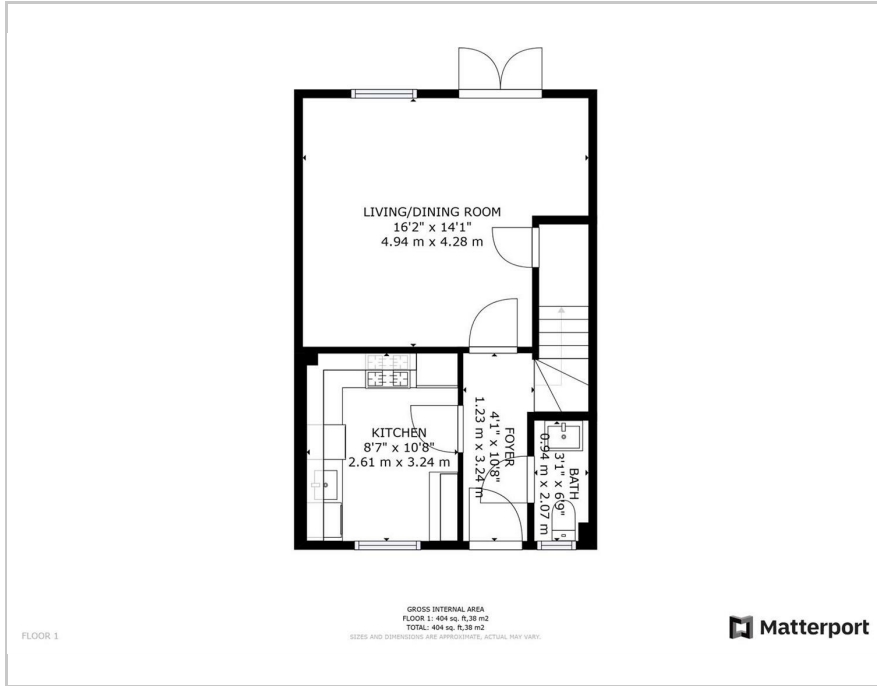 LIVING/DINING ROOM
16'2" x 14'1"
4.94 m x 4.28 m
KITCHEN
8'7" x 10'8"
2.61 m x 3.24 m
FOYER
4'1" x 10'8"
1.23 m x 3.24 m
BATH
3'1" x 6'9"
0.94 m x 2.07 m
GROSS INTERNAL AREA
FLOOR 1: 404 sq. ft,38 m2
TOTAL: 404 sq. ft,38 m2
SIZES AND DIMENSIONS ARE APPROXIMATE, ACTUAL MAY VARY.
FLOOR 1
Matterport